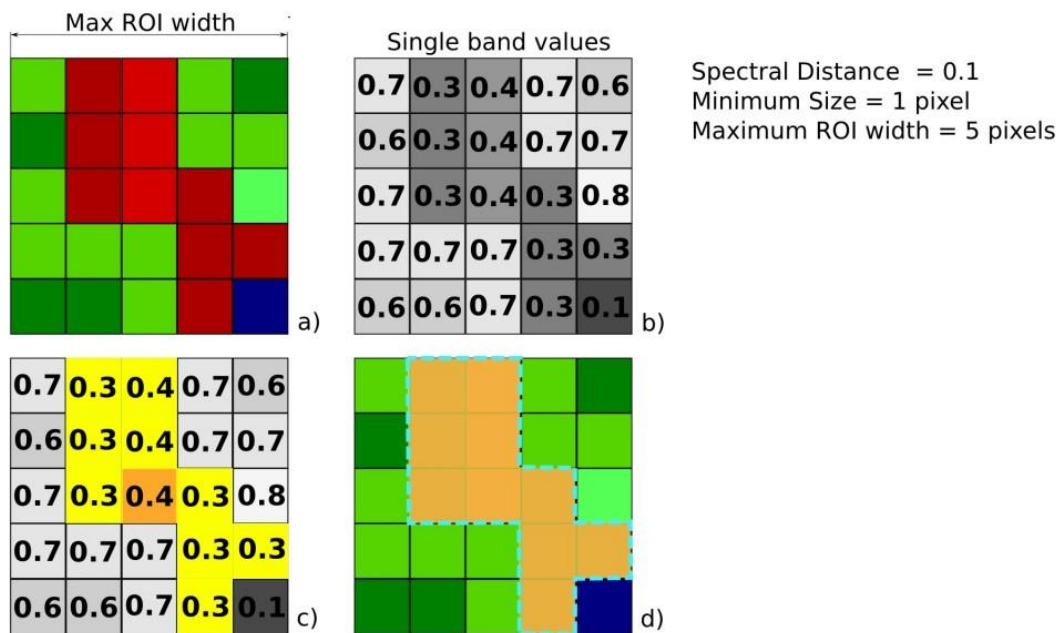 Max ROI width
Single band values
Spectral Distance = 0.1
Minimum Size = 1 pixel
Maximum ROI width = 5 pixels
0.7 0.3 0.4 0.7 0.6
0.6 0.3 0.4 0.7 0.7
0.7 0.3 0.4 0.3 0.8
0.7 0.7 0.7 0.3 0.3
0.6 0.6 0.7 0.3 0.1
a)
b)
0.7 0.3 0.4 0.7 0.6
0.6 0.3 0.4 0.7 0.7
0.7 0.3 0.4 0.3 0.8
0.7 0.7 0.7 0.3 0.3
0.6 0.6 0.7 0.3 0.1
c)
d)